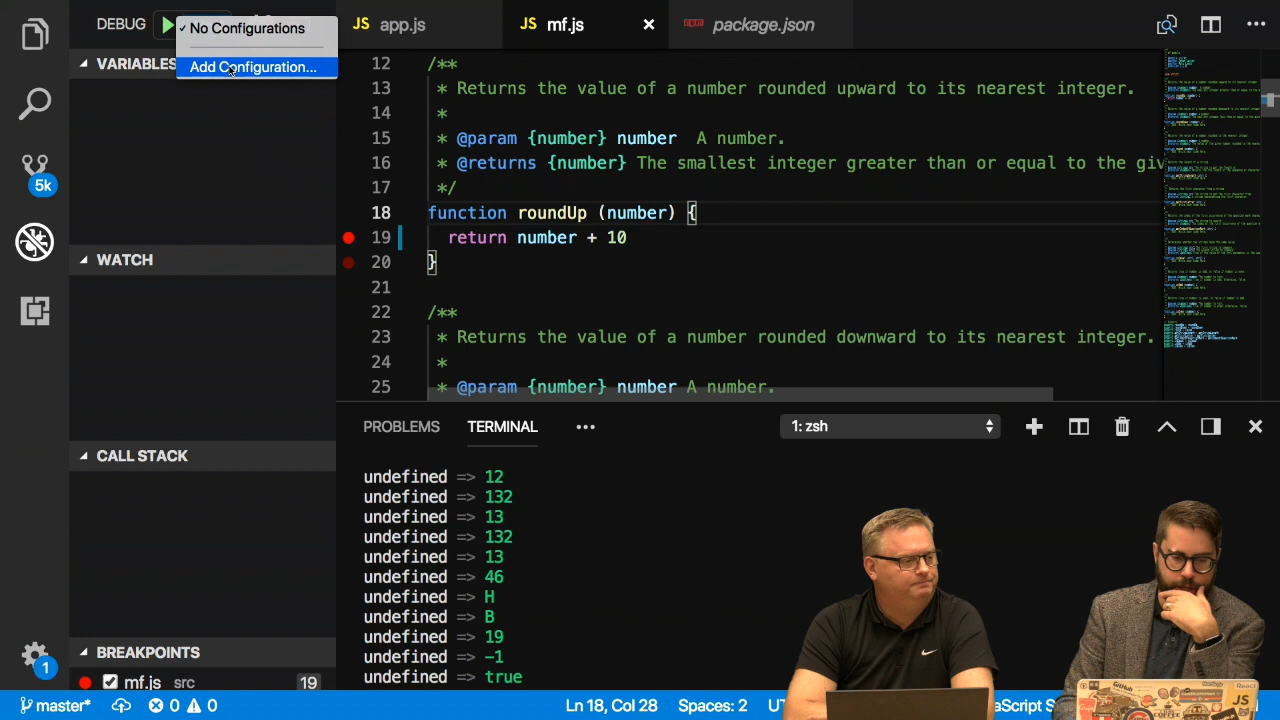 DEBUG
No Configurations
Add Configuration...
JS app.js
JS mf.js
package.json
VARIABLES
WATCH
CALL STACK
BREAKPOINTS
mf.js src 19
5k
1
12 /**
13 * Returns the value of a number rounded upward to its nearest integer.
14 *
15 * @param {number} number A number.
16 * @returns {number} The smallest integer greater than or equal to the giv
17 */
18 function roundUp (number) {
19 return number + 10
20 }
21
22 /**
23 * Returns the value of a number rounded downward to its nearest integer.
24 *
25 * @param {number} number A number.
PROBLEMS TERMINAL
1: zsh
undefined => 12
undefined => 132
undefined => 13
undefined => 132
undefined => 13
undefined => 46
undefined => H
undefined => B
undefined => 19
undefined => -1
undefined => true
GitHub
React
JS
master* 0 0
Ln 18, Col 28 Spaces: 2